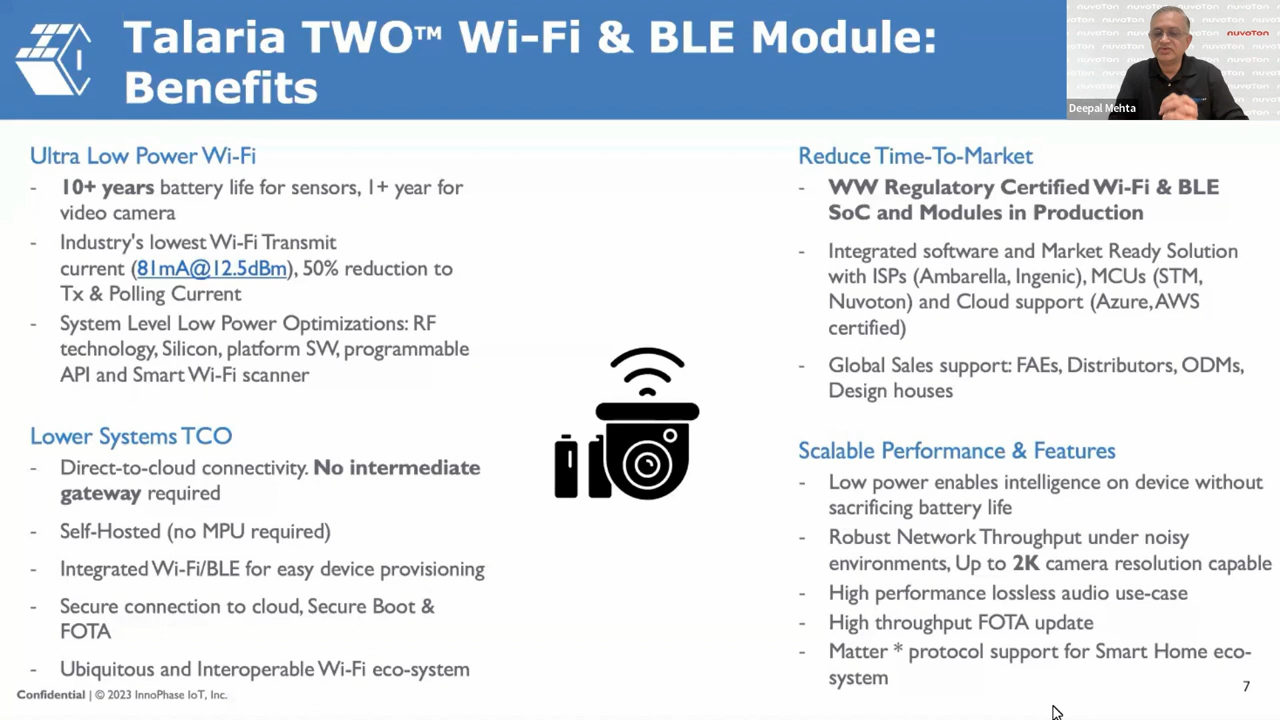 Talaria TWO™ Wi-Fi & BLE Module:
Benefits
nuvoTon
Deepal Mehta
Ultra Low Power Wi-Fi
- 10+ years battery life for sensors, 1+ year for
video camera
- Industry's lowest Wi-Fi Transmit
current (81mA@12.5dBm), 50% reduction to
Tx & Polling Current
- System Level Low Power Optimizations: RF
technology, Silicon, platform SW, programmable
API and Smart Wi-Fi scanner
Lower Systems TCO
- Direct-to-cloud connectivity. No intermediate
gateway required
- Self-Hosted (no MPU required)
- Integrated Wi-Fi/BLE for easy device provisioning
- Secure connection to cloud, Secure Boot &
FOTA
- Ubiquitous and Interoperable Wi-Fi eco-system
Reduce Time-To-Market
- WW Regulatory Certified Wi-Fi & BLE
SoC and Modules in Production
- Integrated software and Market Ready Solution
with ISPs (Ambarella, Ingenic), MCUs (STM,
Nuvoton) and Cloud support (Azure, AWS
certified)
- Global Sales support: FAEs, Distributors, ODMs,
Design houses
Scalable Performance & Features
- Low power enables intelligence on device without
sacrificing battery life
- Robust Network Throughput under noisy
environments, Up to 2K camera resolution capable
- High performance lossless audio use-case
- High throughput FOTA update
- Matter * protocol support for Smart Home eco-
system
Confidential | © 2023 InnoPhase IoT, Inc.
7